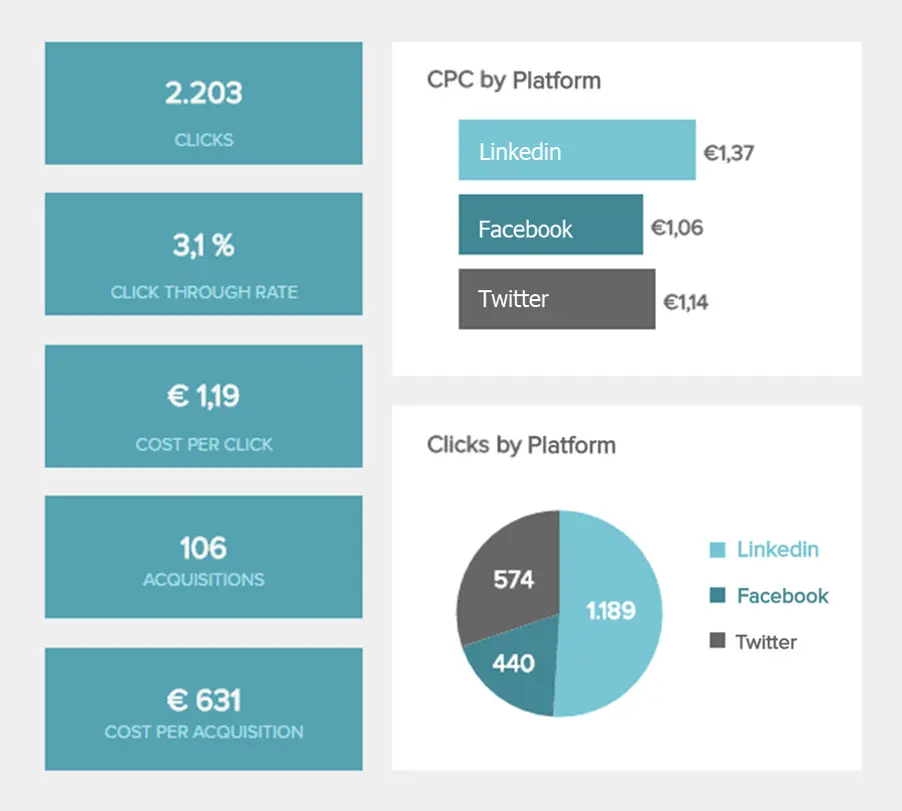 2.203
CLICKS
3,1 %
CLICK THROUGH RATE
€ 1,19
COST PER CLICK
106
ACQUISITIONS
€ 631
COST PER ACQUISITION
CPC by Platform
Linkedin €1,37
Facebook €1,06
Twitter €1,14
Clicks by Platform
574
1.189
440
Linkedin
Facebook
Twitter